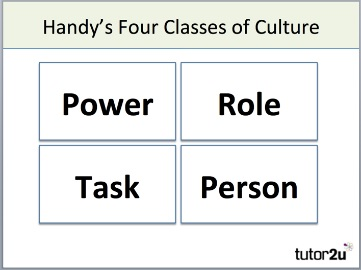 Handy's Four Classes of Culture
Power Role
Task Person
tutor2u